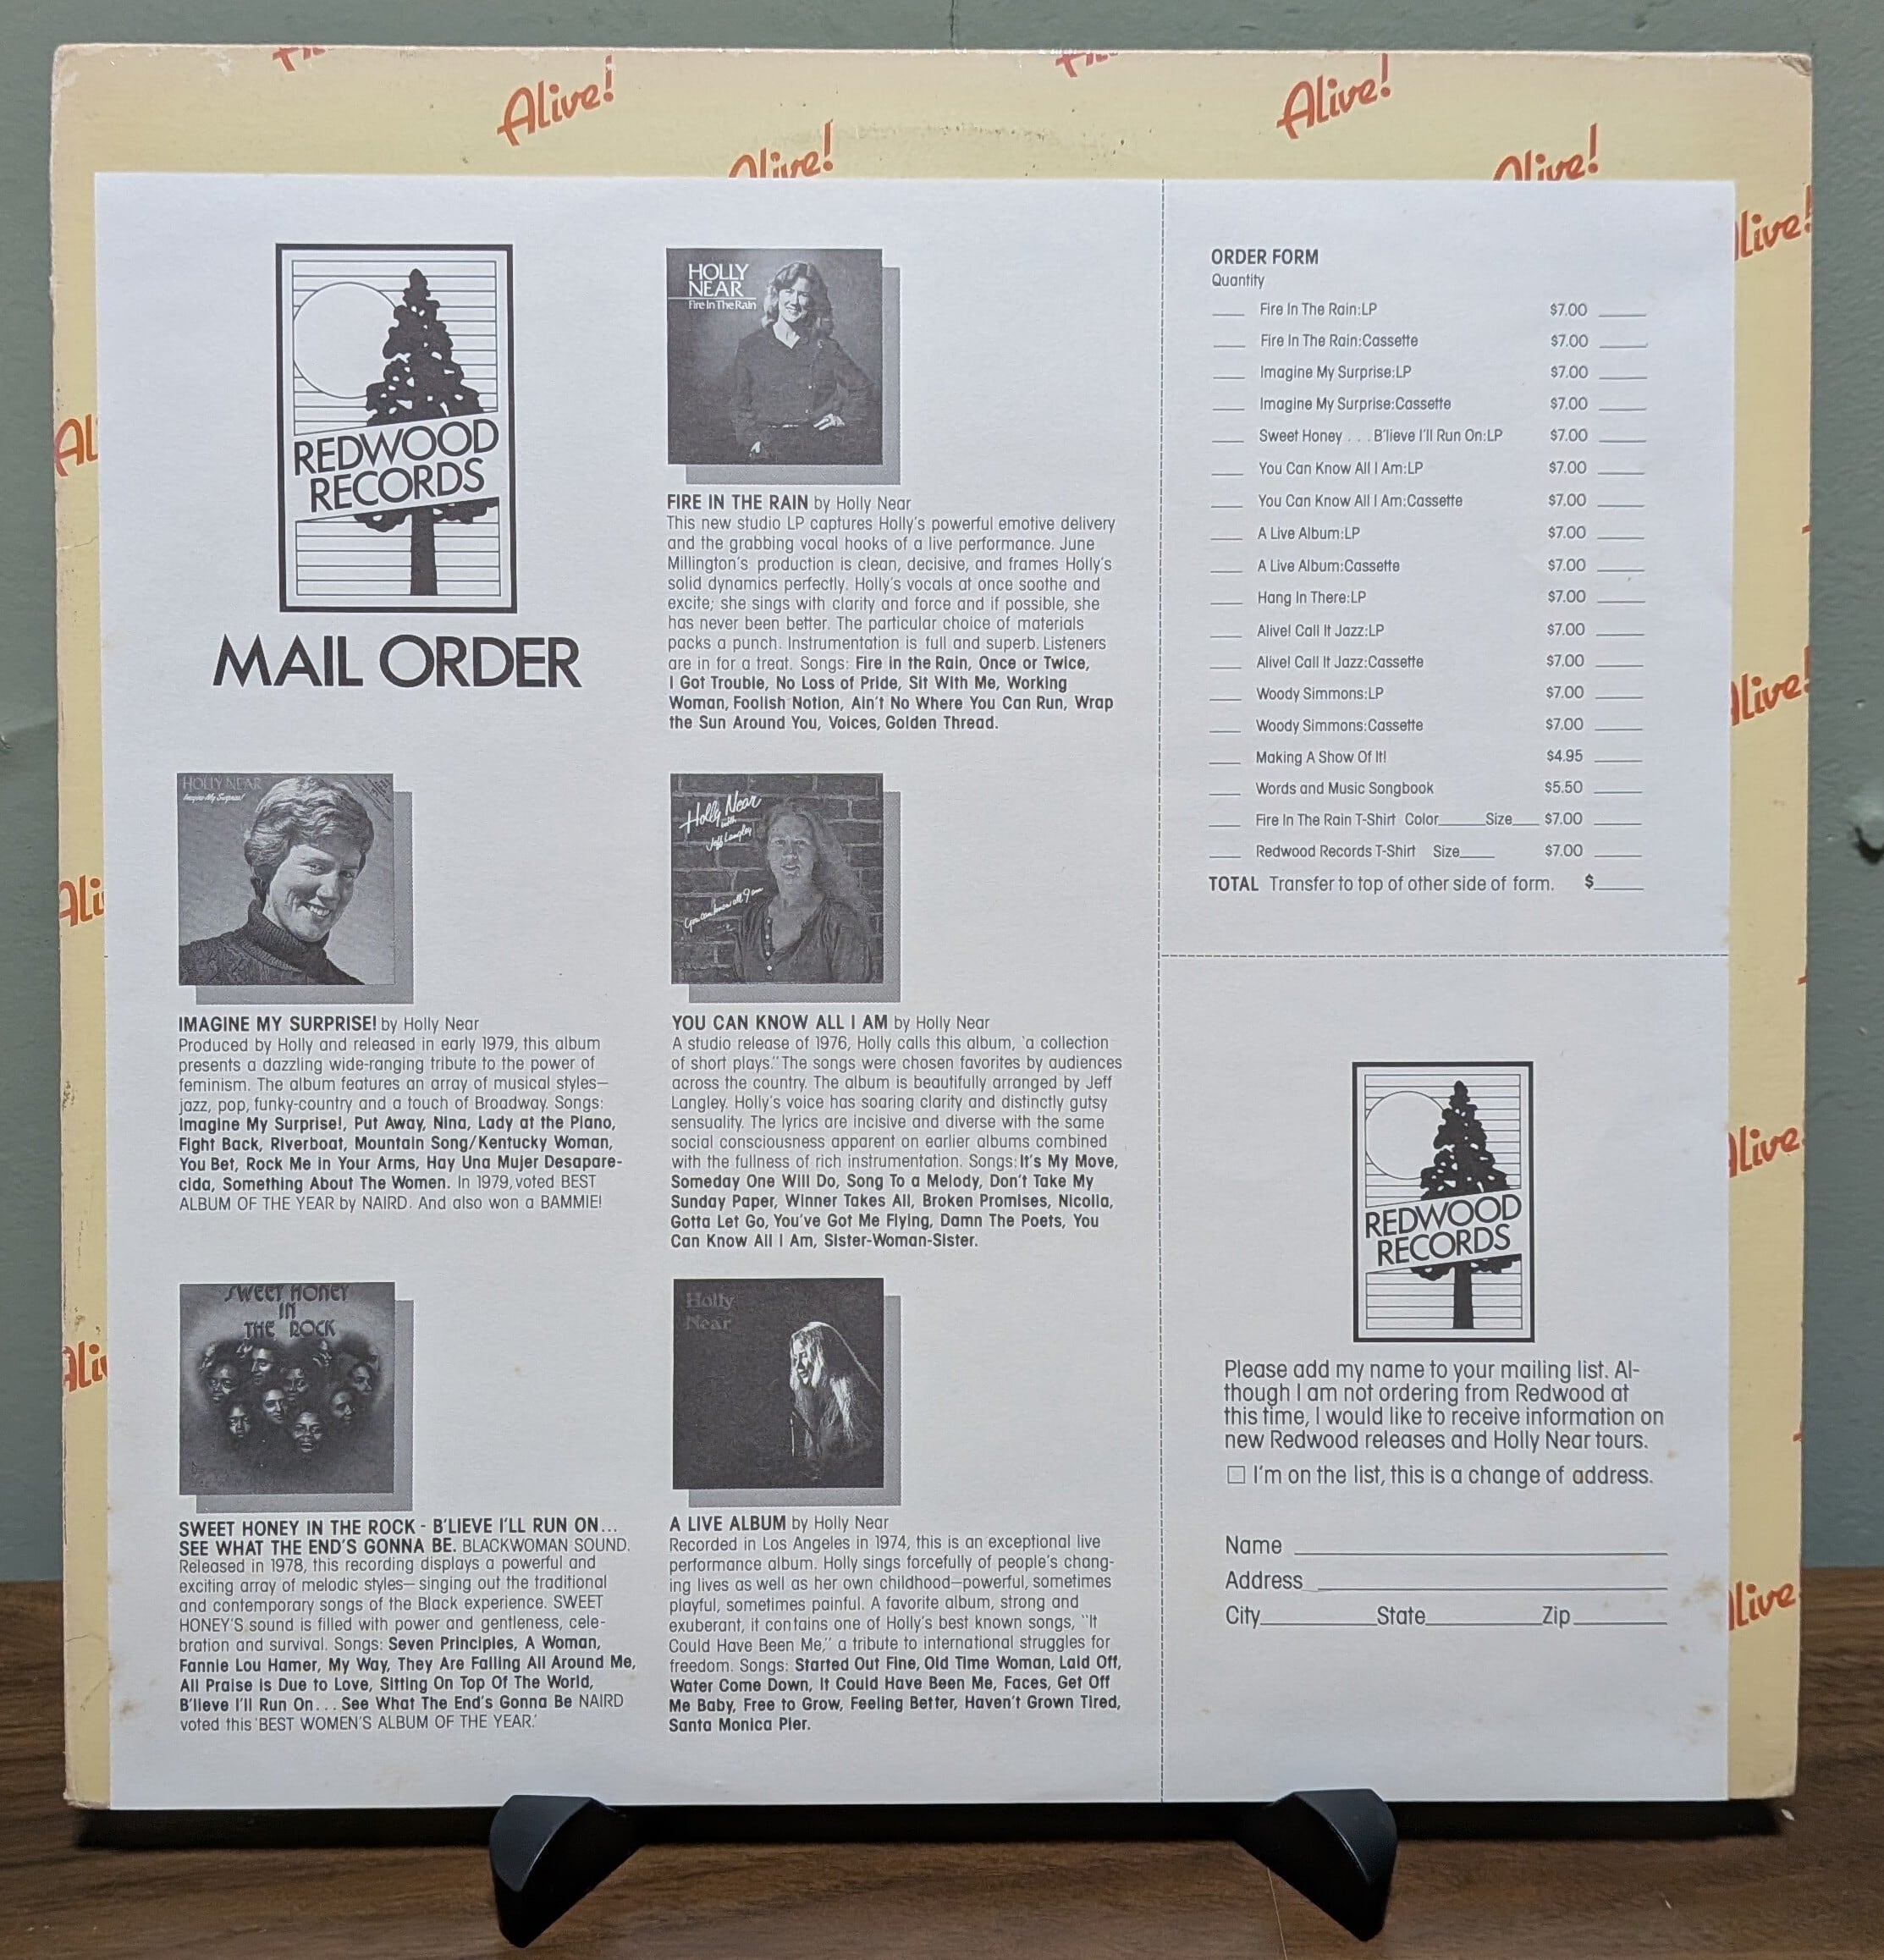 Alive!
Alive!
Alive!
Alive!
REDWOOD
RECORDS
MAIL ORDER
HOLLY
NEAR
Fire In The Rain
FIRE IN THE RAIN by Holly Near
This new studio LP captures Holly's powerful emotive delivery
and the grabbing vocal hooks of a live performance. June
Millington's production is clean, decisive, and frames Holly's
solid dynamics perfectly. Holly's vocals at once soothe and
excite; she sings with clarity and force and if possible, she
has never been better. The particular choice of materials
packs a punch. Instrumentation is full and superb. Listeners
are in for a treat. Songs: Fire in the Rain, Once or Twice,
I Got Trouble, No Loss of Pride, Sit With Me, Working
Woman, Foolish Notion, Ain't No Where You Can Run, Wrap
the Sun Around You, Voices, Golden Thread.
HOLLY NEAR
Imagine My Surprise!
IMAGINE MY SURPRISE! by Holly Near
Produced by Holly and released in early 1979, this album
presents a dazzling wide-ranging tribute to the power of
feminism. The album features an array of musical styles—
jazz, pop, funky-country and a touch of Broadway. Songs:
Imagine My Surprise!, Put Away, Nina, Lady at the Piano,
Fight Back, Riverboat, Mountain Song/Kentucky Woman,
You Bet, Rock Me in Your Arms, Hay Una Mujer Desapare-
cida, Something About The Women. In 1979, voted BEST
ALBUM OF THE YEAR by NAIRD. And also won a BAMMIE!
Holly Near
with
Jeff Langley
You can know all I am
YOU CAN KNOW ALL I AM by Holly Near
A studio release of 1976, Holly calls this album, 'a collection
of short plays." The songs were chosen favorites by audiences
across the country. The album is beautifully arranged by Jeff
Langley. Holly's voice has soaring clarity and distinctly gutsy
sensuality. The lyrics are incisive and diverse with the same
social consciousness apparent on earlier albums combined
with the fullness of rich instrumentation. Songs: It's My Move,
Someday One Will Do, Song To a Melody, Don't Take My
Sunday Paper, Winner Takes All, Broken Promises, Nicolia,
Gotta Let Go, You've Got Me Flying, Damn The Poets, You
Can Know All I Am, Sister-Woman-Sister.
SWEET HONEY
IN
THE ROCK
SWEET HONEY IN THE ROCK - B'LIEVE I'LL RUN ON...
SEE WHAT THE END'S GONNA BE. BLACKWOMAN SOUND.
Released in 1978, this recording displays a powerful and
exciting array of melodic styles—singing out the traditional
and contemporary songs of the Black experience. SWEET
HONEY'S sound is filled with power and gentleness, cele-
bration and survival. Songs: Seven Principles, A Woman,
Fannie Lou Hamer, My Way, They Are Falling All Around Me,
All Praise is Due to Love, Sitting On Top Of The World,
B'lieve I'll Run On... See What The End's Gonna Be NAIRD
voted this 'BEST WOMEN'S ALBUM OF THE YEAR.'
Holly
Near
A LIVE ALBUM by Holly Near
Recorded in Los Angeles in 1974, this is an exceptional live
performance album. Holly sings forcefully of people's chang-
ing lives as well as her own childhood—powerful, sometimes
playful, sometimes painful. A favorite album, strong and
exuberant, it contains one of Holly's best known songs, "It
Could Have Been Me," a tribute to international struggles for
freedom. Songs: Started Out Fine, Old Time Woman, Laid Off,
Water Come Down, It Could Have Been Me, Faces, Get Off
Me Baby, Free to Grow, Feeling Better, Haven't Grown Tired,
Santa Monica Pier.
ORDER FORM
Quantity
Fire In The Rain:LP $7.00
Fire In The Rain:Cassette $7.00
Imagine My Surprise:LP $7.00
Imagine My Surprise:Cassette $7.00
Sweet Honey . . . B'lieve I'll Run On:LP $7.00
You Can Know All I Am:LP $7.00
You Can Know All I Am:Cassette $7.00
A Live Album:LP $7.00
A Live Album:Cassette $7.00
Hang In There:LP $7.00
Alive! Call It Jazz:LP $7.00
Alive! Call It Jazz:Cassette $7.00
Woody Simmons:LP $7.00
Woody Simmons:Cassette $7.00
Making A Show Of It! $4.95
Words and Music Songbook $5.50
Fire In The Rain T-Shirt Color____Size____ $7.00
Redwood Records T-Shirt Size____ $7.00
TOTAL Transfer to top of other side of form. $____
REDWOOD
RECORDS
Please add my name to your mailing list. Al-
though I am not ordering from Redwood at
this time, I would like to receive information on
new Redwood releases and Holly Near tours.
☐ I'm on the list, this is a change of address.
Name
Address
City____State____Zip____